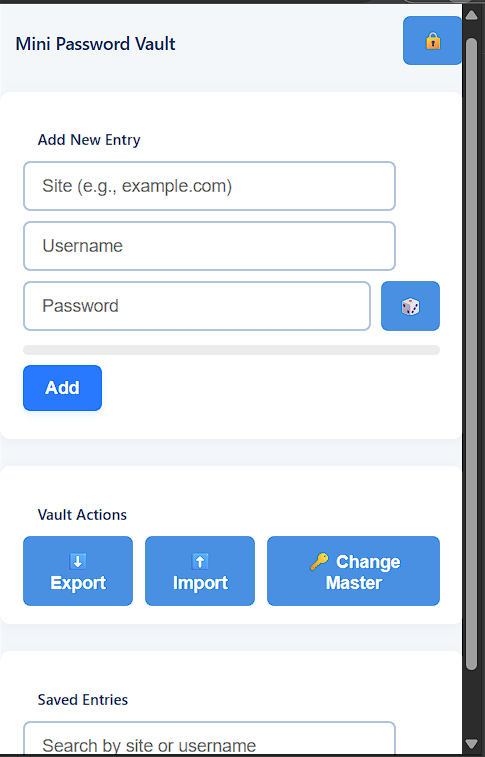 Mini Password Vault
Add New Entry
Site (e.g., example.com)
Username
Password
Add
Vault Actions
Export
Import
Change
Master
Saved Entries
Search by site or username